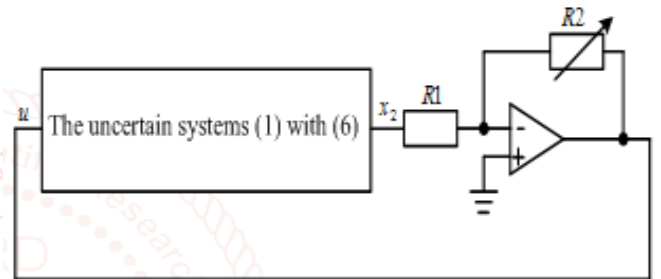 R2
u
The uncertain systems (1) with (6)
x₂
R1
-
+